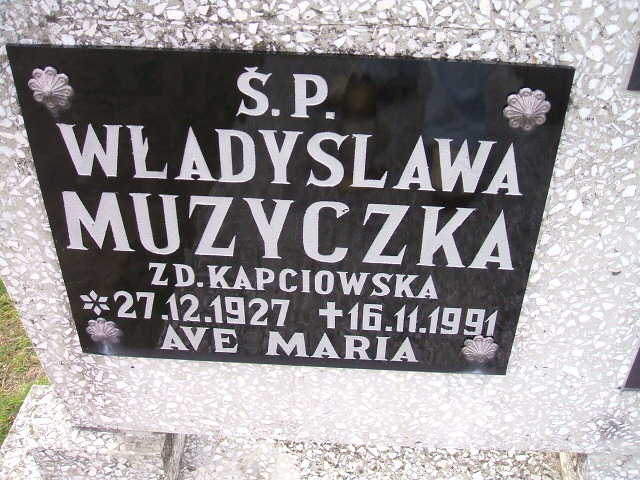 Ś.P.
WŁADYSLAWA
MUZYCZKA
ZD.KAPCIOWSKA
*27.12.1927 ✝16.11.1991
AVE MARIA